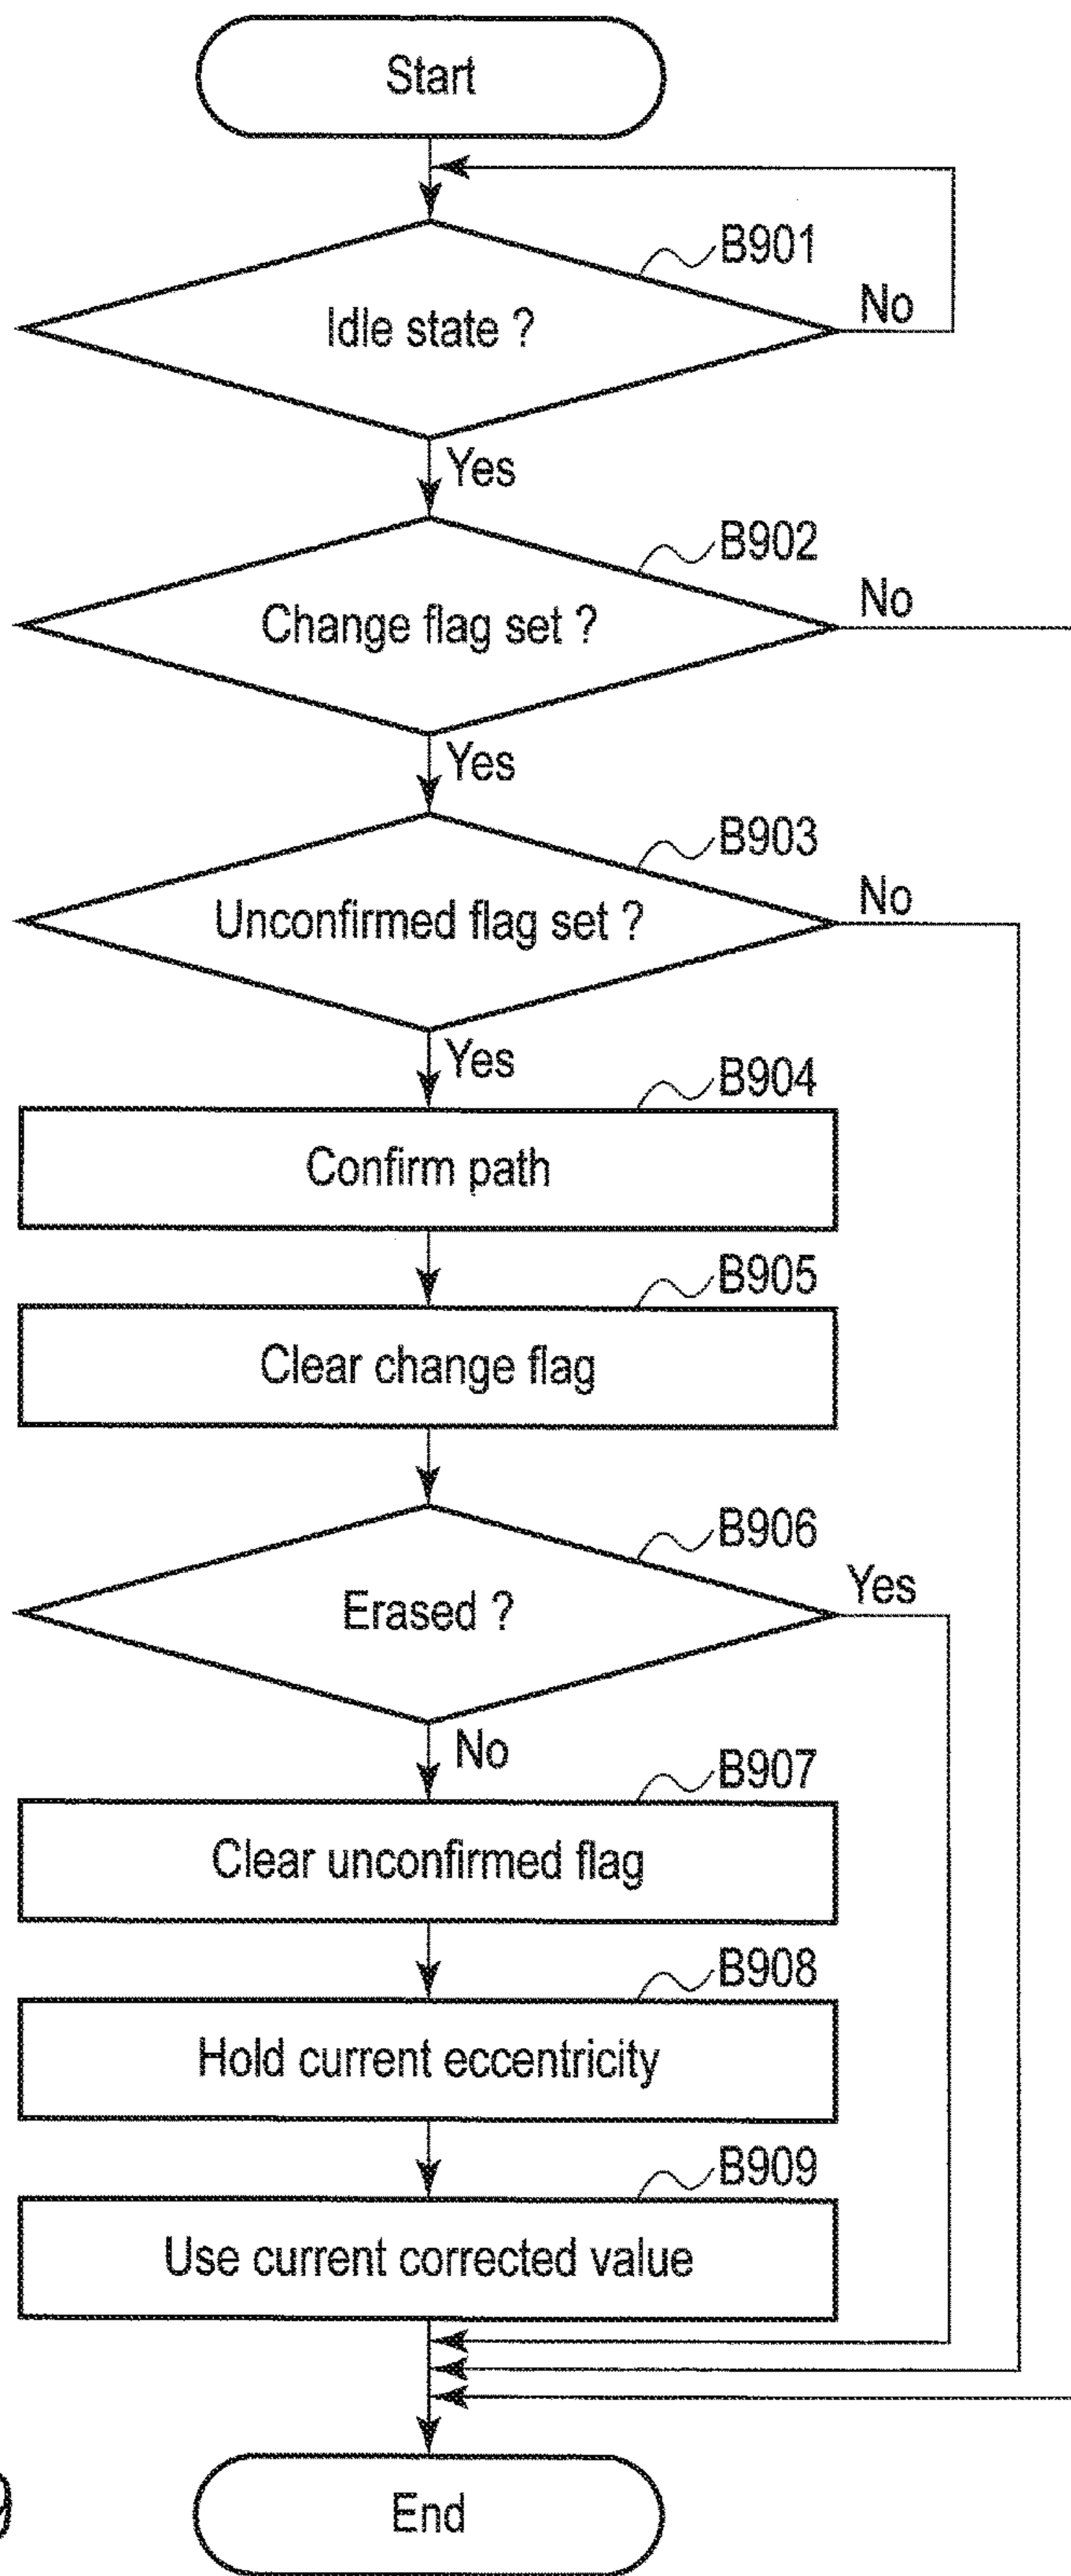 Start
B901
Idle state ?
No
Yes
B902
Change flag set ?
No
Yes
B903
Unconfirmed flag set ?
No
Yes
B904
Confirm path
B905
Clear change flag
B906
Erased ?
Yes
No
B907
Clear unconfirmed flag
B908
Hold current eccentricity
B909
Use current corrected value
End
9